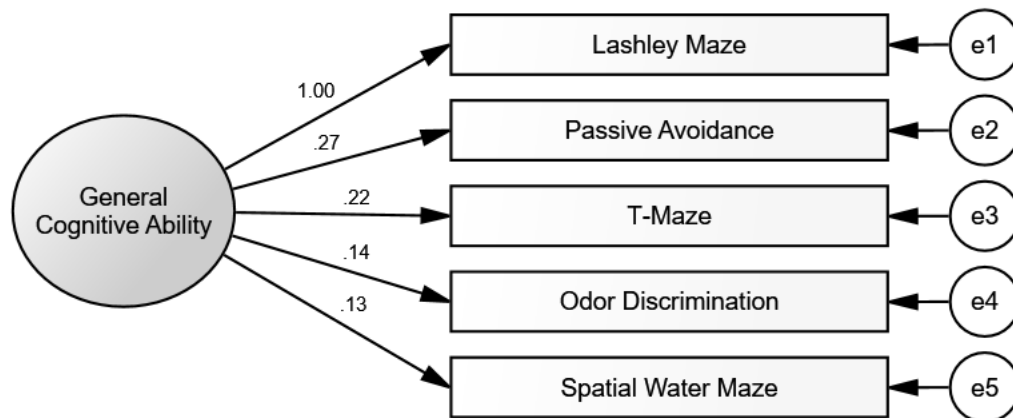 Lashley Maze
e1
1.00
Passive Avoidance
e2
.27
General
Cognitive Ability
.22
T-Maze
e3
.14
Odor Discrimination
e4
.13
Spatial Water Maze
e5